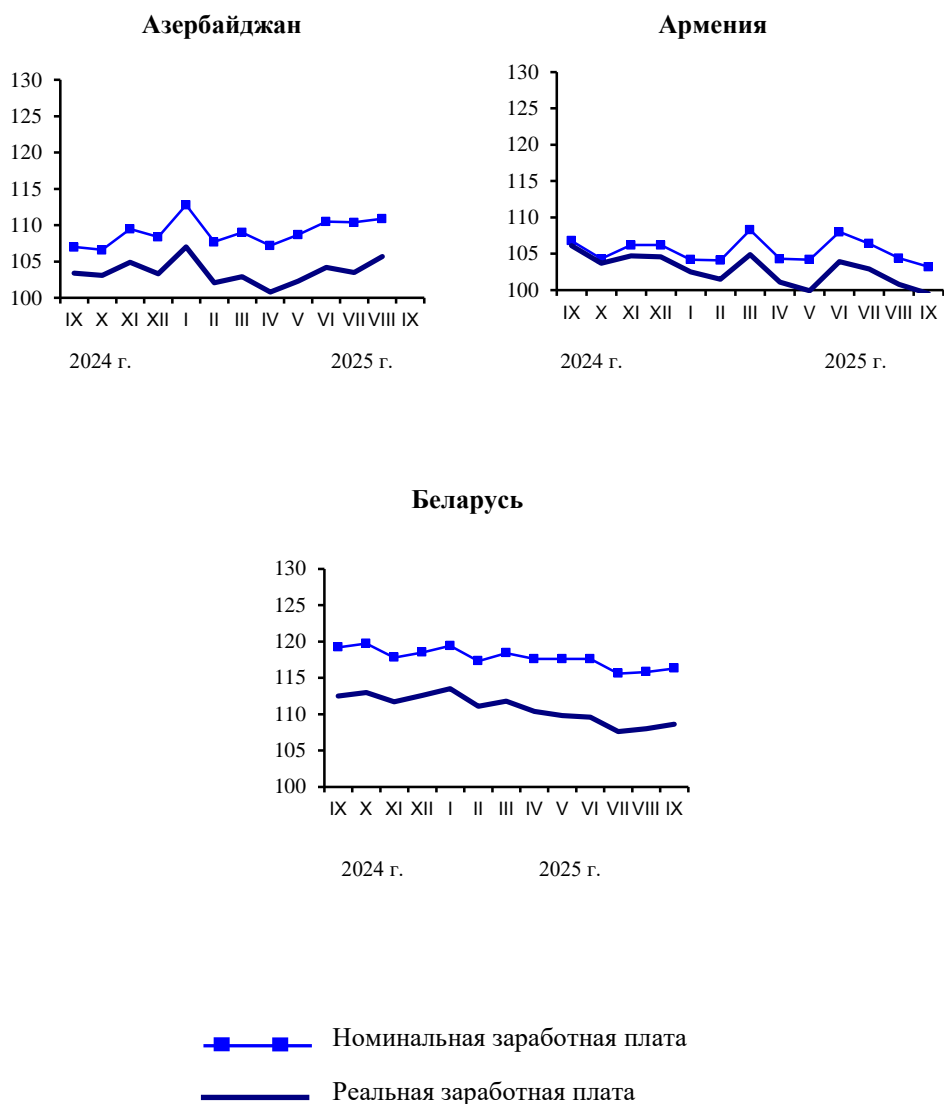 Азербайджан
130
125
120
115
110
105
100
IX X XI XII I II III IV V VI VII VIII IX
2024 г. 2025 г.
Армения
130
125
120
115
110
105
100
IX X XI XII I II III IV V VI VII VIII IX
2024 г. 2025 г.
Беларусь
130
125
120
115
110
105
100
IX X XI XII I II III IV V VI VII VIII IX
2024 г. 2025 г.
Номинальная заработная плата
Реальная заработная плата